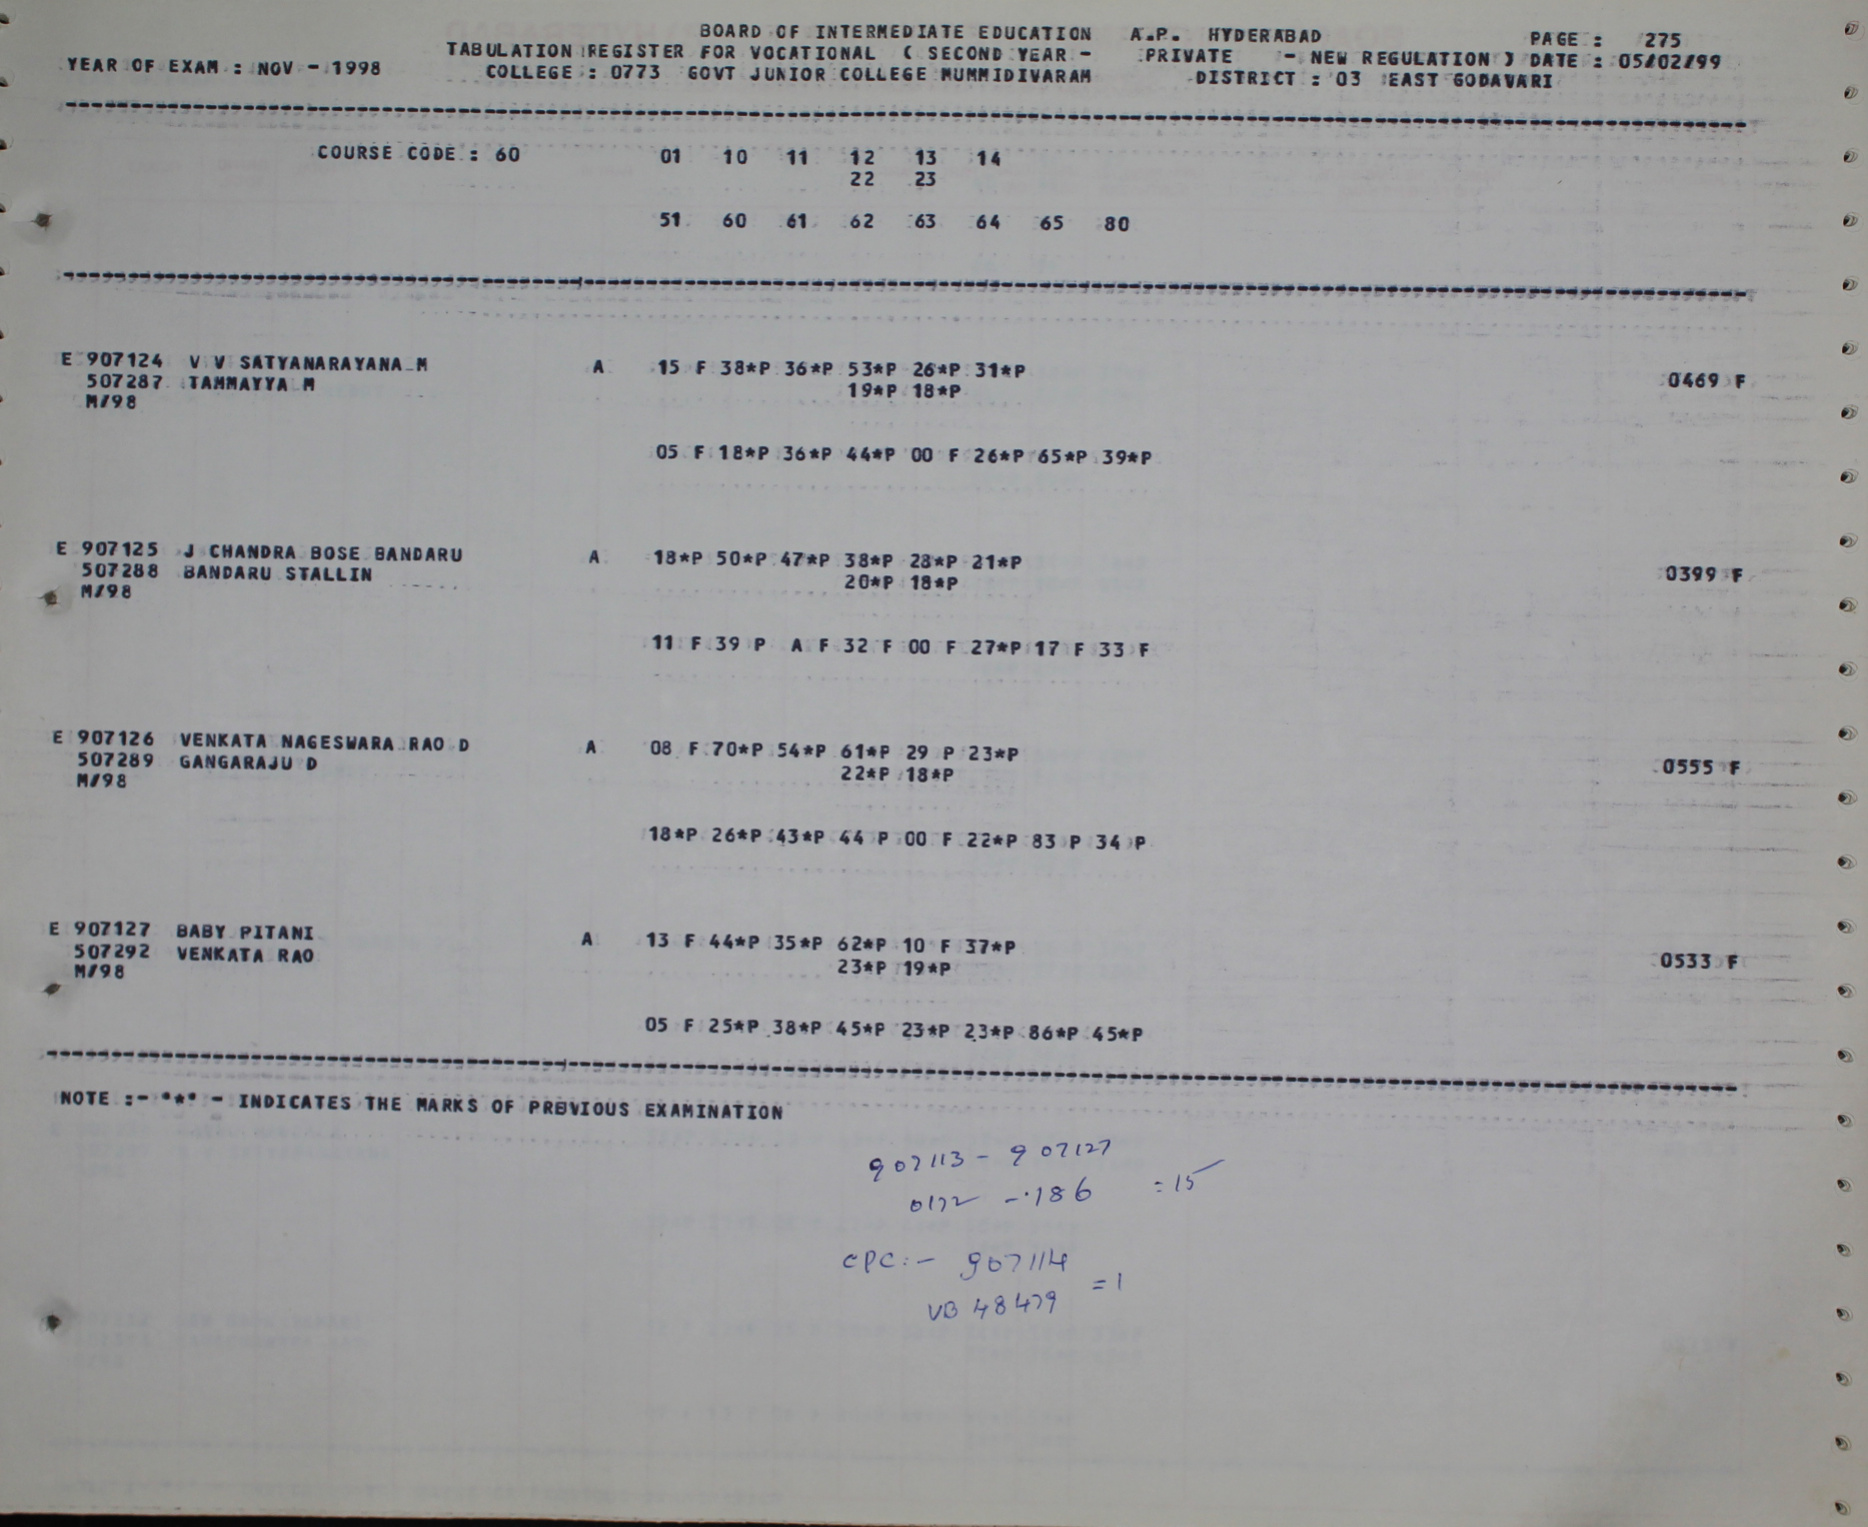 BOARD OF INTERMEDIATE EDUCATION A.P. HYDERABAD PAGE : 275
TABULATION REGISTER FOR VOCATIONAL ( SECOND YEAR - PRIVATE - NEW REGULATION ) DATE : 05/02/99
YEAR OF EXAM : NOV - 1998 COLLEGE : 0773 GOVT JUNIOR COLLEGE MUMMIDIVARAM DISTRICT : 03 EAST GODAVARI
COURSE CODE : 60 01 10 11 12 13 14
22 23
51 60 61 62 63 64 65 80
E 907124 V V SATYANARAYANA M A 15 F 38*P 36*P 53*P 26*P 31*P
507287 TAMMAYYA M 19*P 18*P 0469 F
M/98
05 F 18*P 36*P 44*P 00 F 26*P 65*P 39*P
E 907125 J CHANDRA BOSE BANDARU A 18*P 50*P 47*P 38*P 28*P 21*P
507288 BANDARU STALLIN 20*P 18*P 0399 F
M/98
11 F 39 P A F 32 F 00 F 27*P 17 F 33 F
E 907126 VENKATA NAGESWARA RAO D A 08 F 70*P 54*P 61*P 29 P 23*P
507289 GANGARAJU D 22*P 18*P 0555 F
M/98
18*P 26*P 43*P 44 P 00 F 22*P 83 P 34 P
E 907127 BABY PITANI A 13 F 44*P 35*P 62*P 10 F 37*P
507292 VENKATA RAO 23*P 19*P 0533 F
M/98
05 F 25*P 38*P 45*P 23*P 23*P 86*P 45*P
NOTE :- "*" - INDICATES THE MARKS OF PREVIOUS EXAMINATION
907113 - 907127
0172 - 186 = 15
CPC :- 907114
VB 48479 = 1